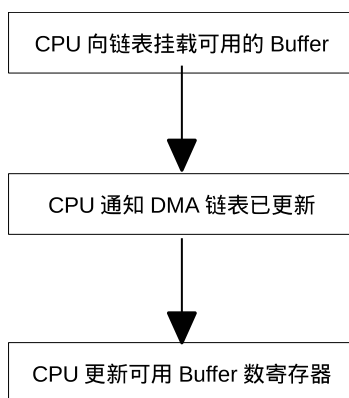 CPU 向链表挂载可用的 Buffer
CPU 通知 DMA 链表已更新
CPU 更新可用 Buffer 数寄存器